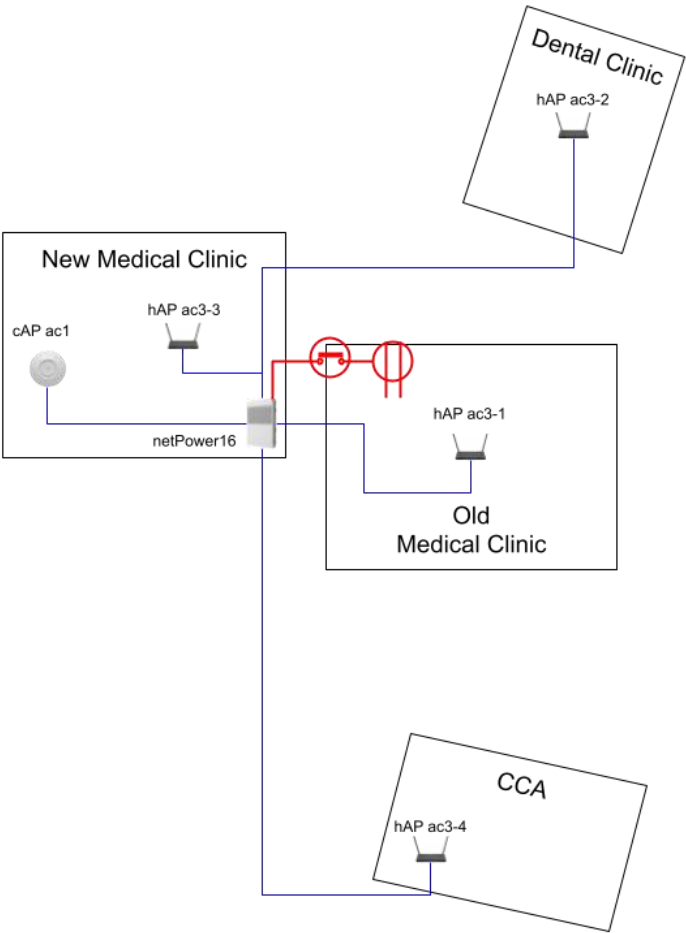 Dental Clinic
hAP ac3-2
New Medical Clinic
hAP ac3-3
cAP ac1
netPower16
hAP ac3-1
Old
Medical Clinic
CCA
hAP ac3-4